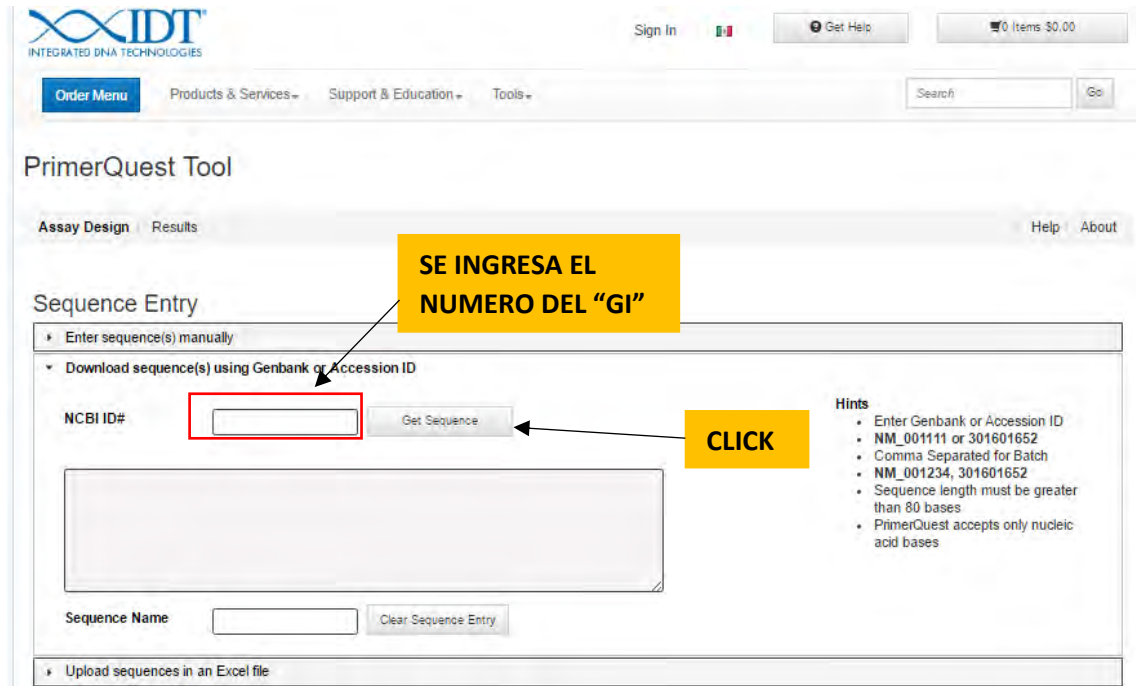 IDT
INTEGRATED DNA TECHNOLOGIES
Sign In
Get Help
0 Items $0.00
Order Menu
Products & Services
Support & Education
Tools
Search
Go
PrimerQuest Tool
Assay Design
Results
Help
About
SE INGRESA EL
NUMERO DEL “GI”
Sequence Entry
Enter sequence(s) manually
Download sequence(s) using Genbank or Accession ID
NCBI ID#
Get Sequence
CLICK
Hints
• Enter Genbank or Accession ID
• NM_001111 or 301601652
• Comma Separated for Batch
• NM_001234, 301601652
• Sequence length must be greater
than 80 bases
• PrimerQuest accepts only nucleic
acid bases
Sequence Name
Clear Sequence Entry
Upload sequences in an Excel file